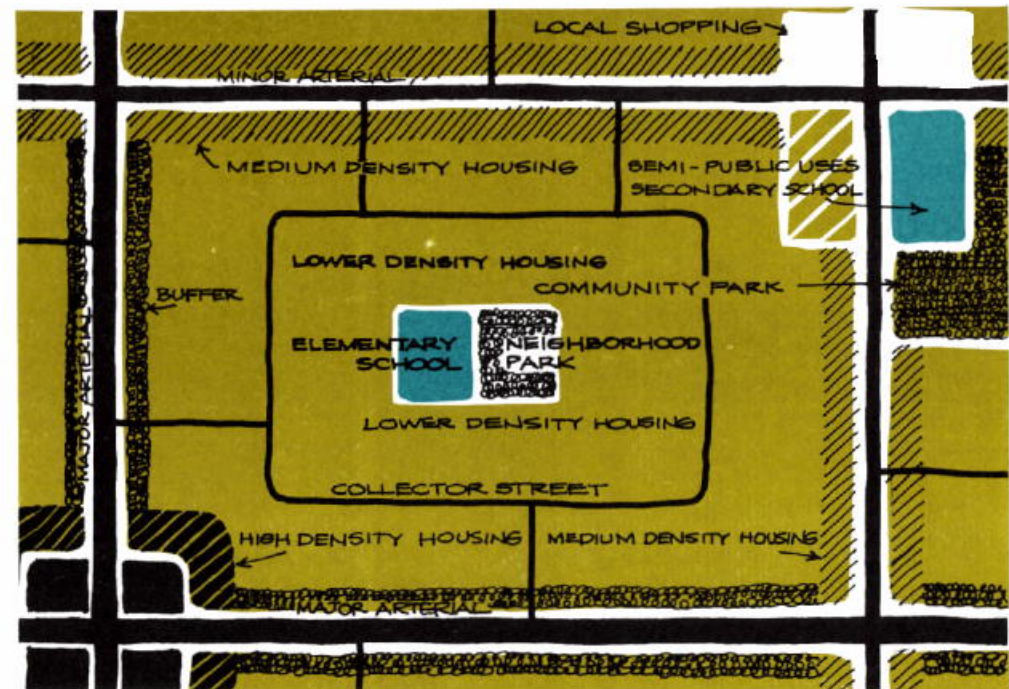 LOCAL SHOPPING
MINOR ARTERIAL
MEDIUM DENSITY HOUSING
SEMI-PUBLIC USES
SECONDARY SCHOOL
LOWER DENSITY HOUSING
BUFFER
COMMUNITY PARK
ELEMENTARY
SCHOOL
NEIGHBORHOOD
PARK
MAJOR ARTERIAL
LOWER DENSITY HOUSING
COLLECTOR STREET
HIGH DENSITY HOUSING
MEDIUM DENSITY HOUSING
MAJOR ARTERIAL